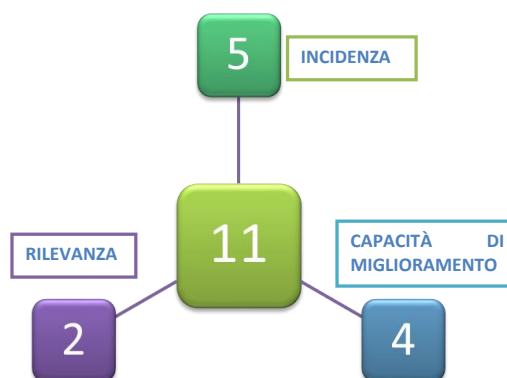 5
INCIDENZA
11
RILEVANZA
CAPACITÀ DI
MIGLIORAMENTO
2
4